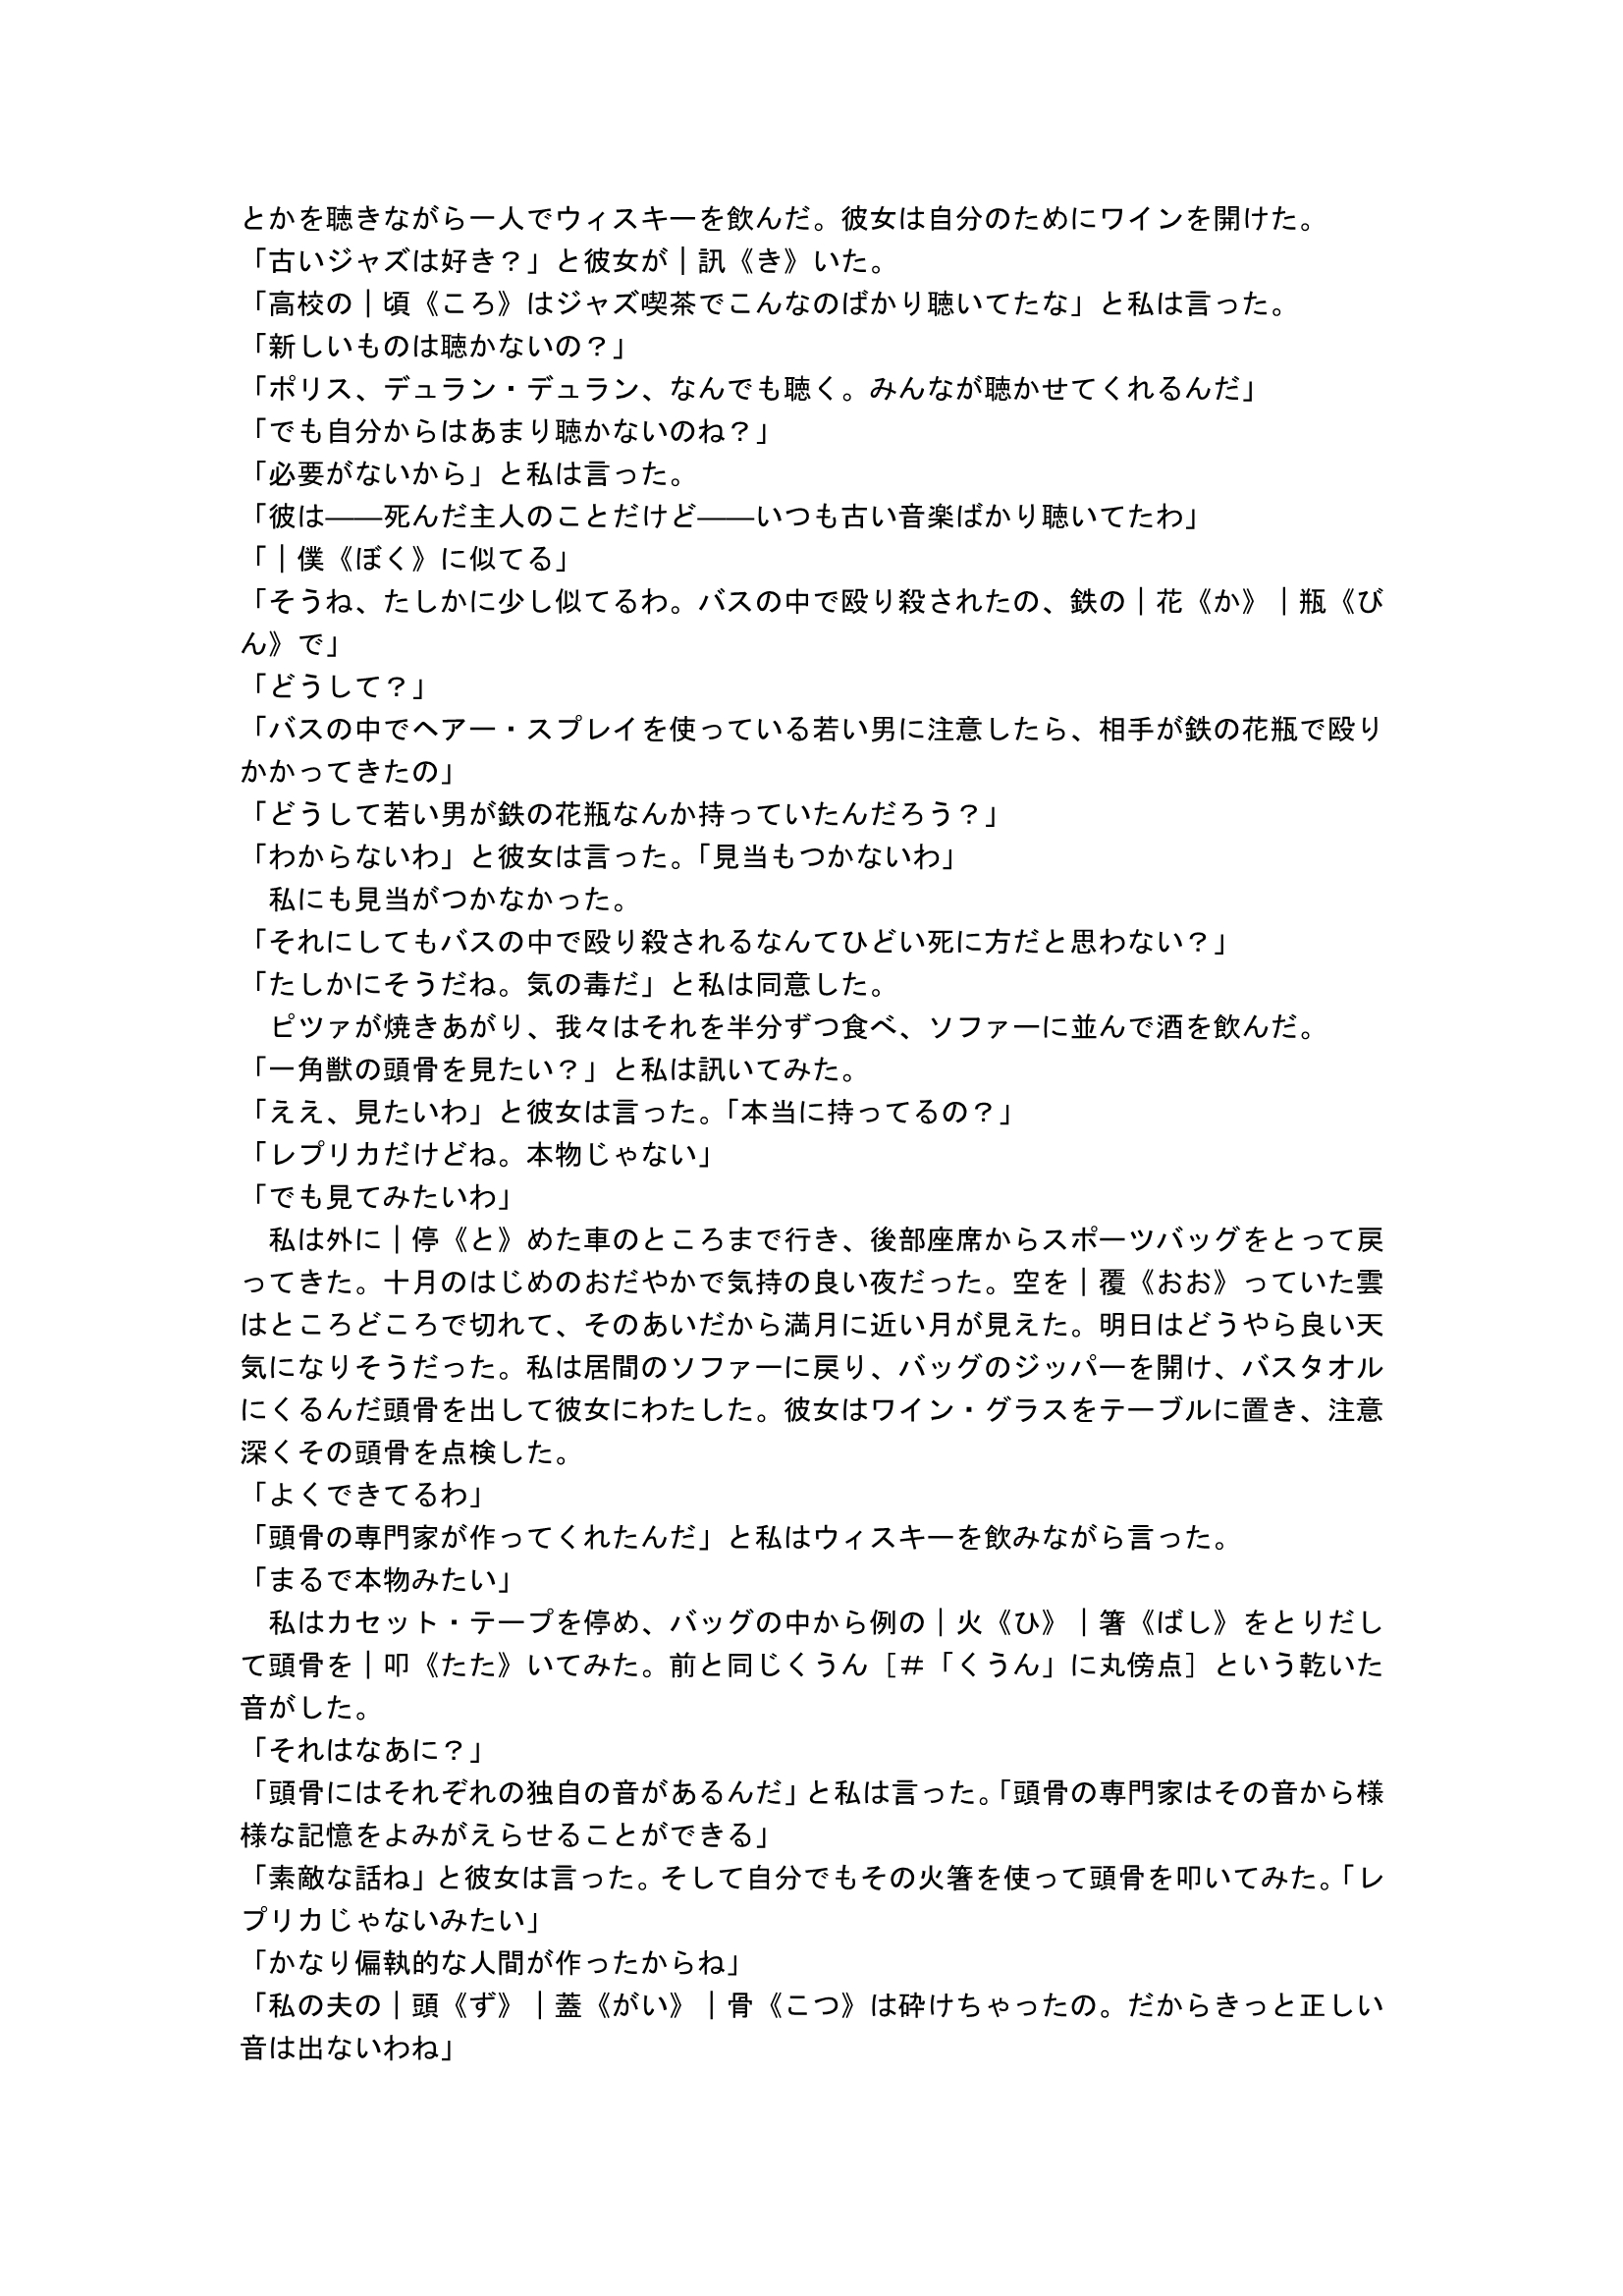 とかを聴きながら一人でウィスキーを飲んだ。彼女は自分のためにワインを開けた。
「古いジャズは好き？」と彼女が｜訊《き》いた。
「高校の｜頃《ころ》はジャズ喫茶でこんなのばかり聴いてたな」と私は言った。
「新しいものは聴かないの？」
「ポリス、デュラン・デュラン、なんでも聴く。みんなが聴かせてくれるんだ」
「でも自分からはあまり聴かないのね？」
「必要がないから」と私は言った。
「彼は――死んだ主人のことだけど――いつも古い音楽ばかり聴いてたわ」
「｜僕《ぼく》に似てる」
「そうね、たしかに少し似てるわ。バスの中で殴り殺されたの、鉄の｜花《か》｜瓶《び
ん》で」
「どうして？」
「バスの中でヘアー・スプレイを使っている若い男に注意したら、相手が鉄の花瓶で殴り
かかってきたの」
「どうして若い男が鉄の花瓶なんか持っていたんだろう？」
「わからないわ」と彼女は言った。「見当もつかないわ」
　私にも見当がつかなかった。
「それにしてもバスの中で殴り殺されるなんてひどい死に方だと思わない？」
「たしかにそうだね。気の毒だ」と私は同意した。
　ピツァが焼きあがり、我々はそれを半分ずつ食べ、ソファーに並んで酒を飲んだ。
「一角獣の頭骨を見たい？」と私は訊いてみた。
「ええ、見たいわ」と彼女は言った。「本当に持ってるの？」
「レプリカだけどね。本物じゃない」
「でも見てみたいわ」
　私は外に｜停《と》めた車のところまで行き、後部座席からスポーツバッグをとって戻
ってきた。十月のはじめのおだやかで気持の良い夜だった。空を｜覆《おお》っていた雲
はところどころで切れて、そのあいだから満月に近い月が見えた。明日はどうやら良い天
気になりそうだった。私は居間のソファーに戻り、バッグのジッパーを開け、バスタオル
にくるんだ頭骨を出して彼女にわたした。彼女はワイン・グラスをテーブルに置き、注意
深くその頭骨を点検した。
「よくできてるわ」
「頭骨の専門家が作ってくれたんだ」と私はウィスキーを飲みながら言った。
「まるで本物みたい」
　私はカセット・テープを停め、バッグの中から例の｜火《ひ》｜箸《ばし》をとりだし
て頭骨を｜叩《たた》いてみた。前と同じくうん［＃「くうん」に丸傍点］という乾いた
音がした。
「それはなあに？」
「頭骨にはそれぞれの独自の音があるんだ」と私は言った。「頭骨の専門家はその音から様
様な記憶をよみがえらせることができる」
「素敵な話ね」と彼女は言った。そして自分でもその火箸を使って頭骨を叩いてみた。「レ
プリカじゃないみたい」
「かなり偏執的な人間が作ったからね」
「私の夫の｜頭《ず》｜蓋《がい》｜骨《こつ》は砕けちゃったの。だからきっと正しい
音は出ないわね」